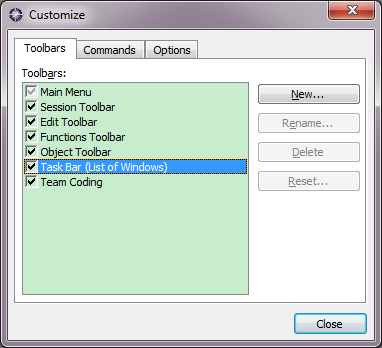 Customize
Toolbars
Commands
Options
Toolbars:
Main Menu
Session Toolbar
Edit Toolbar
Functions Toolbar
Object Toolbar
Task Bar (List of Windows)
Team Coding
New...
Rename...
Delete
Reset...
Close